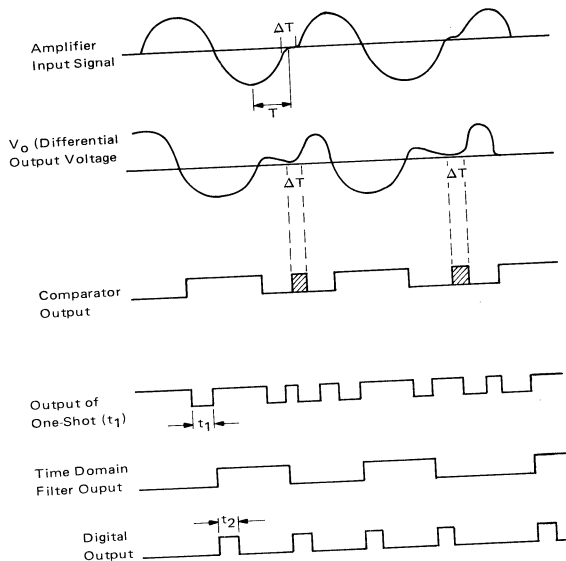 Amplifier
Input Signal
ΔT
T
Vo (Differential
Output Voltage
ΔT
ΔT
Comparator
Output
Output of
One-Shot (t1)
t1
Time Domain
Filter Ouput
t2
Digital
Output